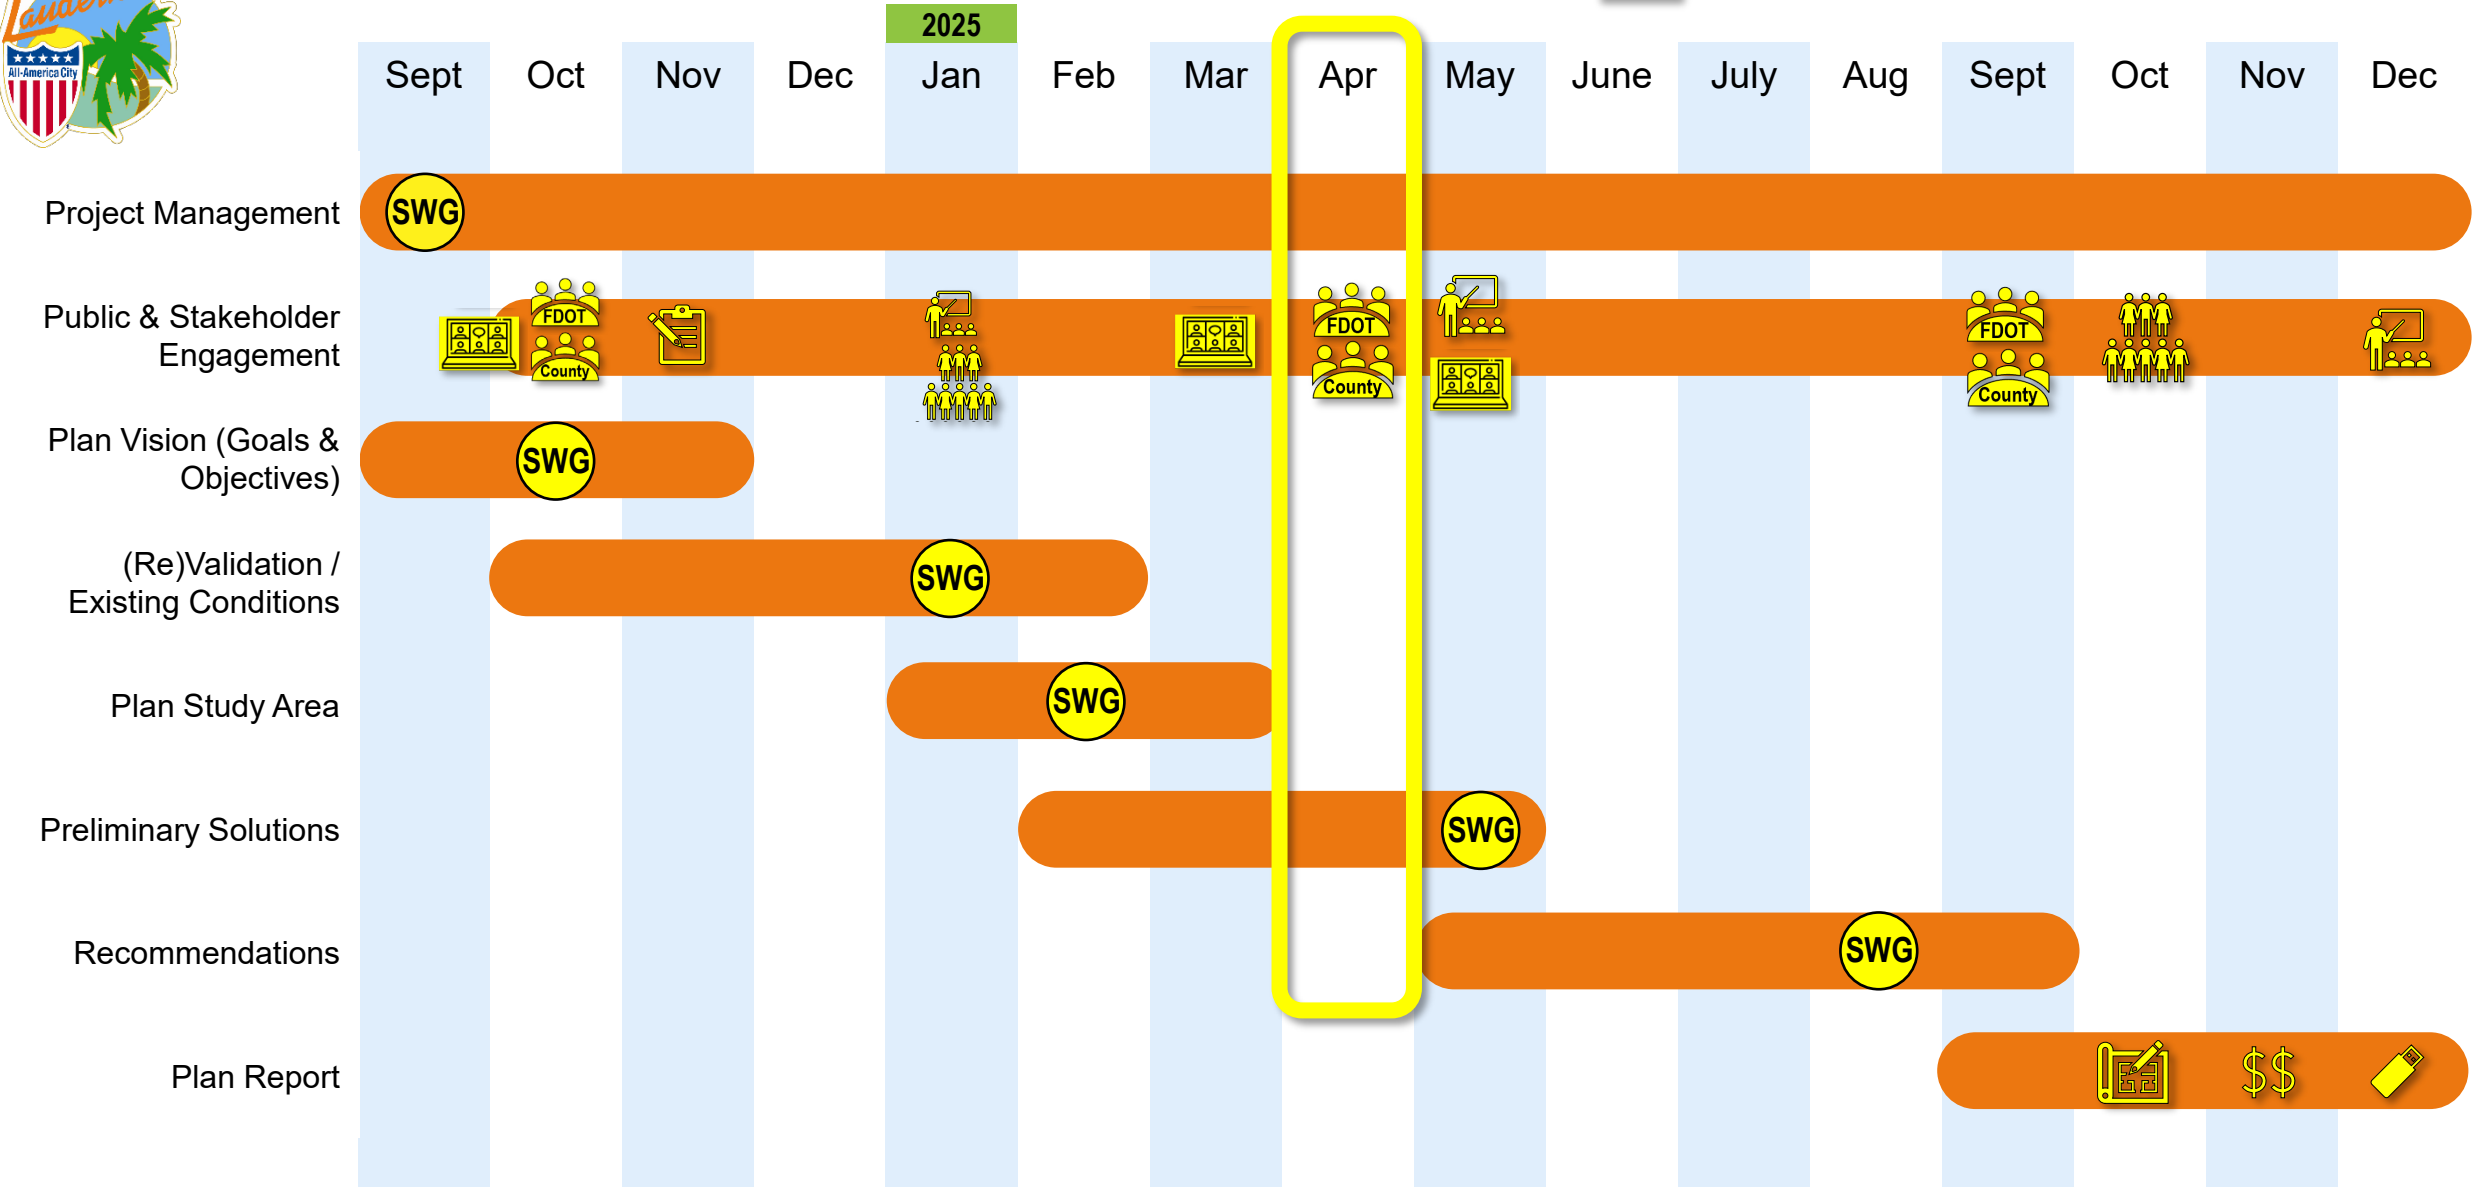 All-America City
2025
Sept Oct Nov Dec Jan Feb Mar Apr May June July Aug Sept Oct Nov Dec
Project Management
SWG
Public & Stakeholder
Engagement
FDOT
County
FDOT
County
FDOT
County
Plan Vision (Goals &
Objectives)
SWG
(Re)Validation /
Existing Conditions
SWG
Plan Study Area
SWG
Preliminary Solutions
SWG
Recommendations
SWG
Plan Report
$$